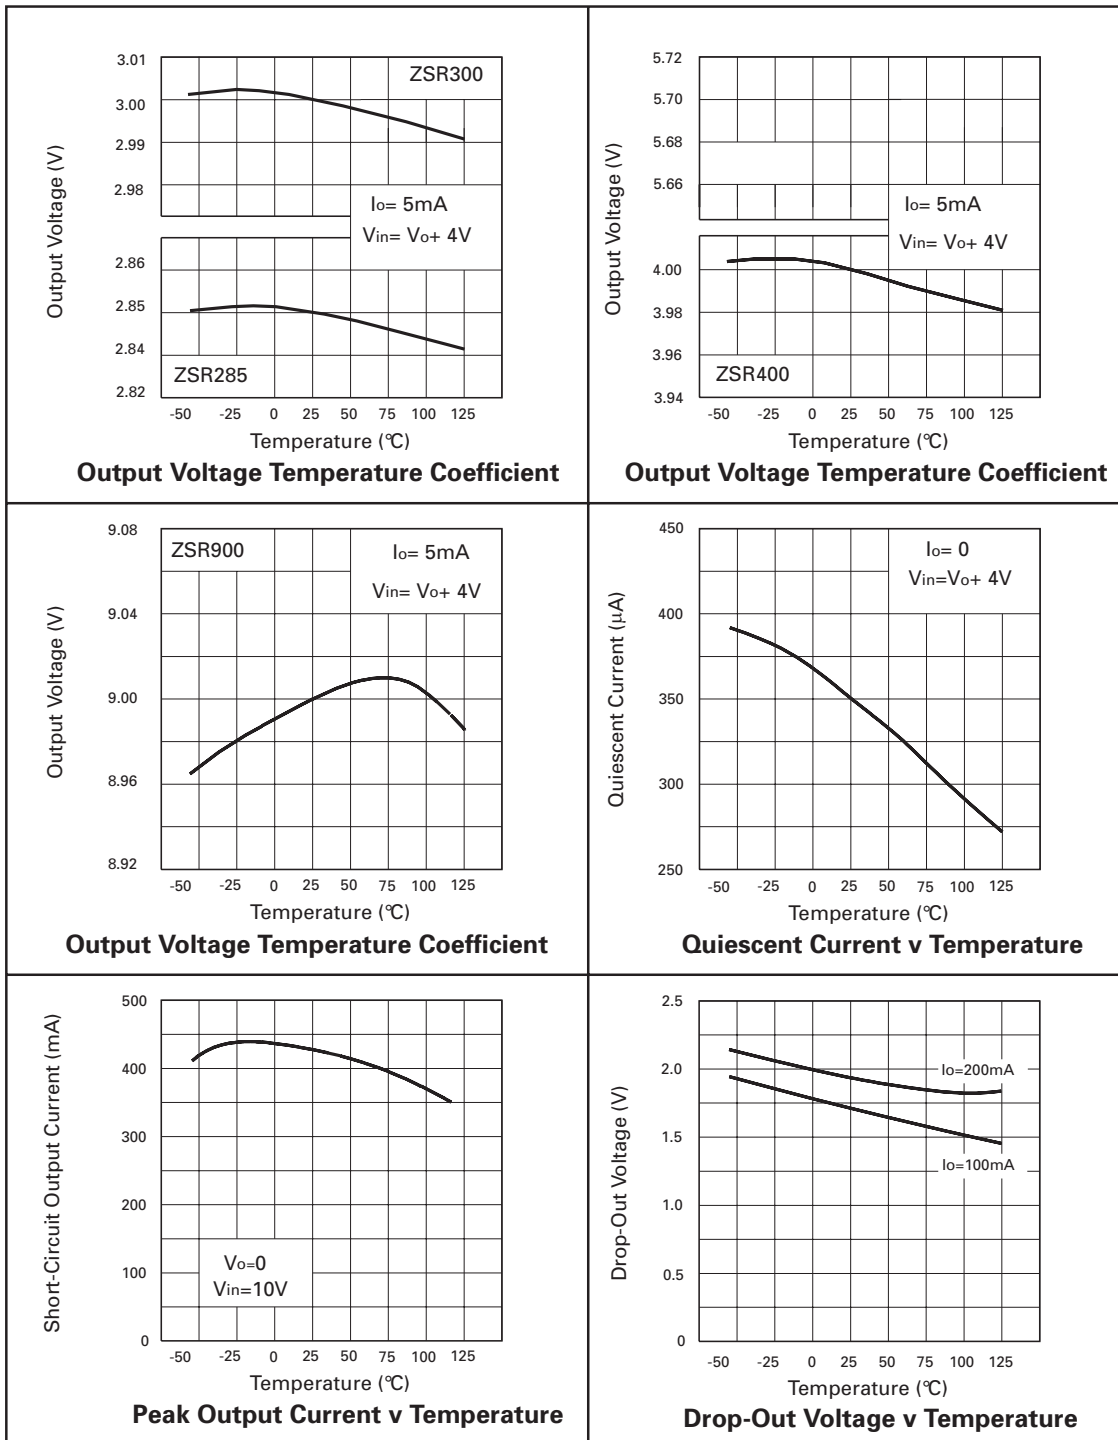 3.01
3.00
2.99
2.98
2.86
2.85
2.84
2.82
Output Voltage (V)
Output Voltage (V)
ZSR300
Io= 5mA
Vin= Vo+ 4V
ZSR285
-50 -25 0 25 50 75 100 125
Temperature (°C)
Output Voltage Temperature Coefficient
5.72
5.70
5.68
5.66
4.00
3.98
3.96
3.94
Output Voltage (V)
Output Voltage (V)
Io= 5mA
Vin= Vo+ 4V
ZSR400
-50 -25 0 25 50 75 100 125
Temperature (°C)
Output Voltage Temperature Coefficient
9.08
9.04
9.00
8.96
8.92
Output Voltage (V)
ZSR900
Io= 5mA
Vin= Vo+ 4V
-50 -25 0 25 50 75 100 125
Temperature (°C)
Output Voltage Temperature Coefficient
450
400
350
300
250
Quiescent Current (µA)
Io= 0
Vin=Vo+ 4V
-50 -25 0 25 50 75 100 125
Temperature (°C)
Quiescent Current v Temperature
500
400
300
200
100
0
Short-Circuit Output Current (mA)
Vo=0
Vin=10V
-50 -25 0 25 50 75 100 125
Temperature (°C)
Peak Output Current v Temperature
2.5
2.0
1.5
1.0
0.5
0
Drop-Out Voltage (V)
Io=200mA
Io=100mA
-50 -25 0 25 50 75 100 125
Temperature (°C)
Drop-Out Voltage v Temperature